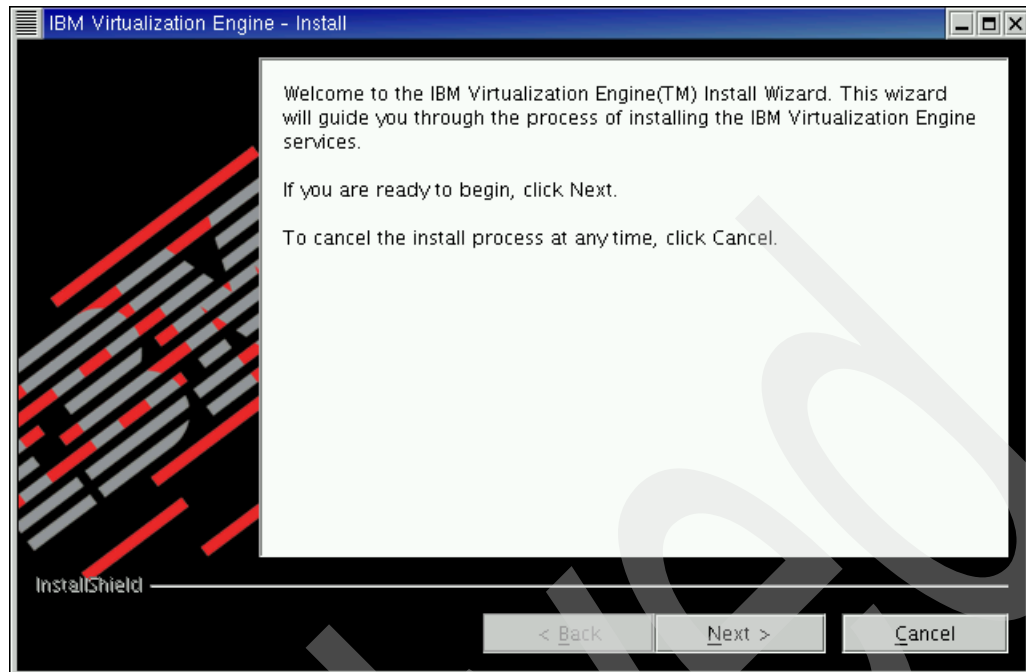 IBM Virtualization Engine - Install
Welcome to the IBM Virtualization Engine(TM) Install Wizard. This wizard
will guide you through the process of installing the IBM Virtualization Engine
services.
If you are ready to begin, click Next.
To cancel the install process at any time, click Cancel.
InstallShield
< Back
Next >
Cancel